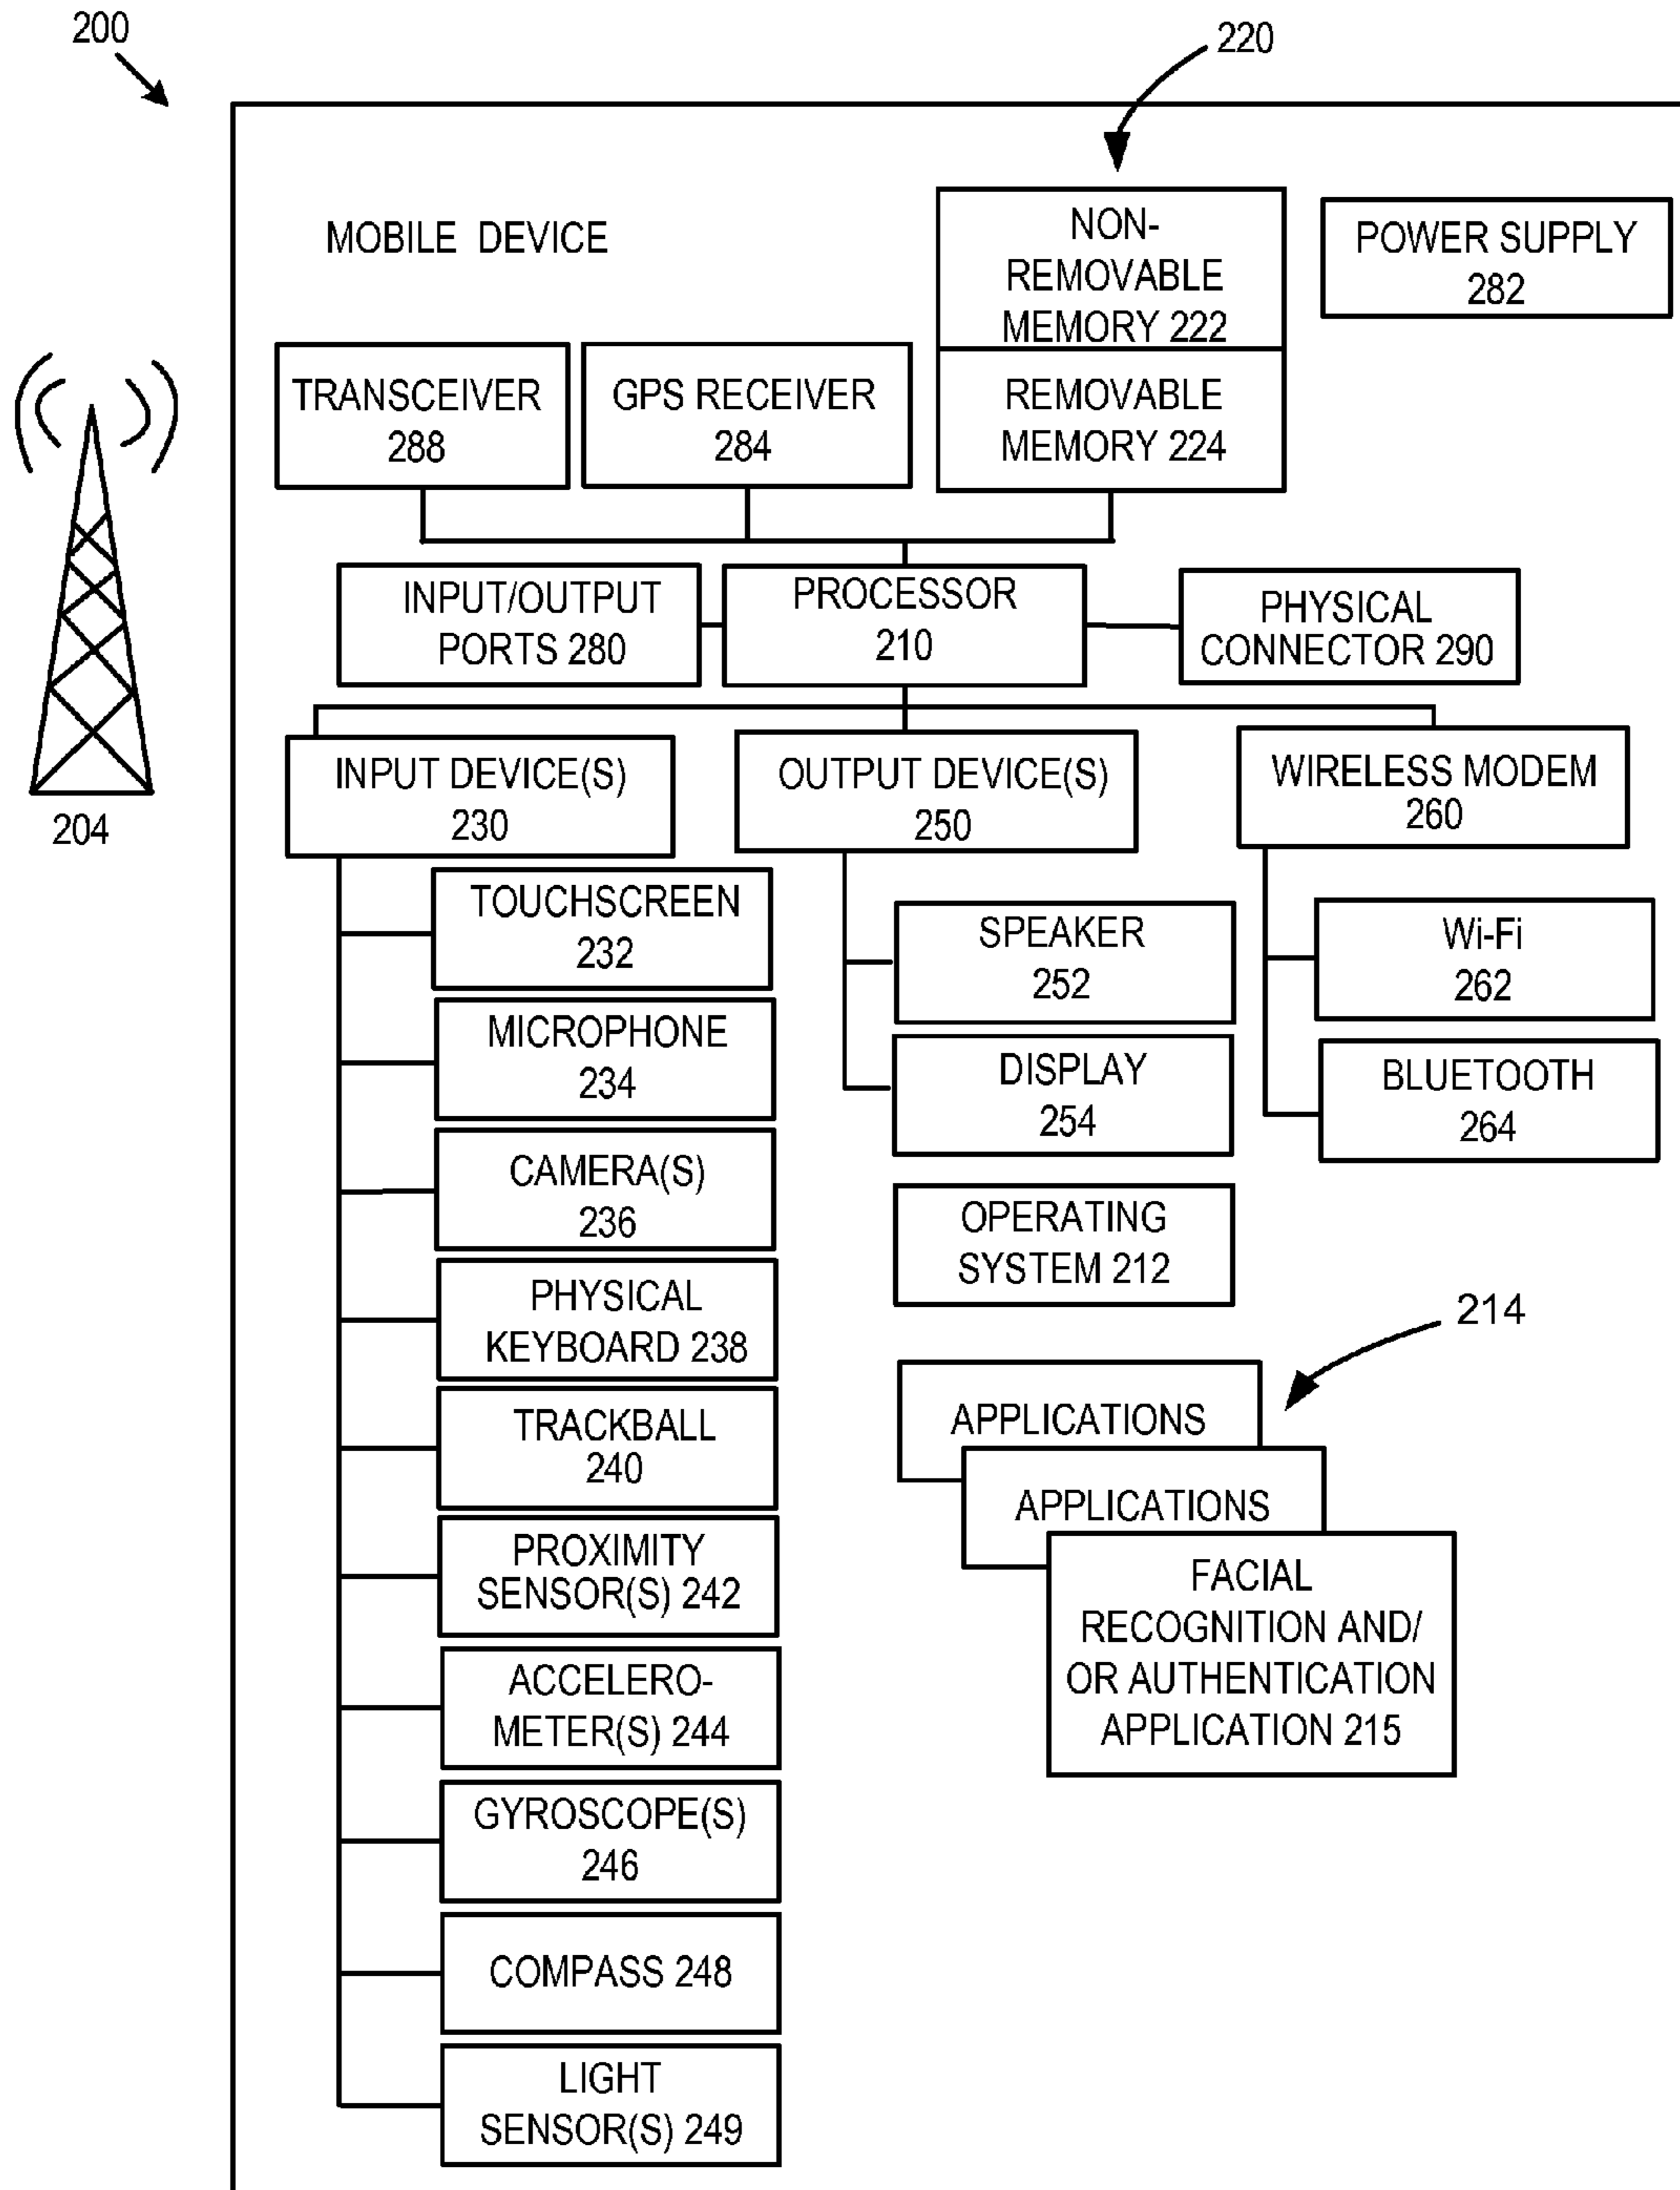 200
220
MOBILE DEVICE
NON-
REMOVABLE
MEMORY 222
POWER SUPPLY
282
TRANSCEIVER
288
GPS RECEIVER
284
REMOVABLE
MEMORY 224
INPUT/OUTPUT
PORTS 280
PROCESSOR
210
PHYSICAL
CONNECTOR 290
204
INPUT DEVICE(S)
230
OUTPUT DEVICE(S)
250
WIRELESS MODEM
260
TOUCHSCREEN
232
MICROPHONE
234
CAMERA(S)
236
PHYSICAL
KEYBOARD 238
TRACKBALL
240
PROXIMITY
SENSOR(S) 242
ACCELERO-
METER(S) 244
GYROSCOPE(S)
246
COMPASS 248
LIGHT
SENSOR(S) 249
SPEAKER
252
DISPLAY
254
Wi-Fi
262
BLUETOOTH
264
OPERATING
SYSTEM 212
214
APPLICATIONS
APPLICATIONS
FACIAL
RECOGNITION AND/
OR AUTHENTICATION
APPLICATION 215